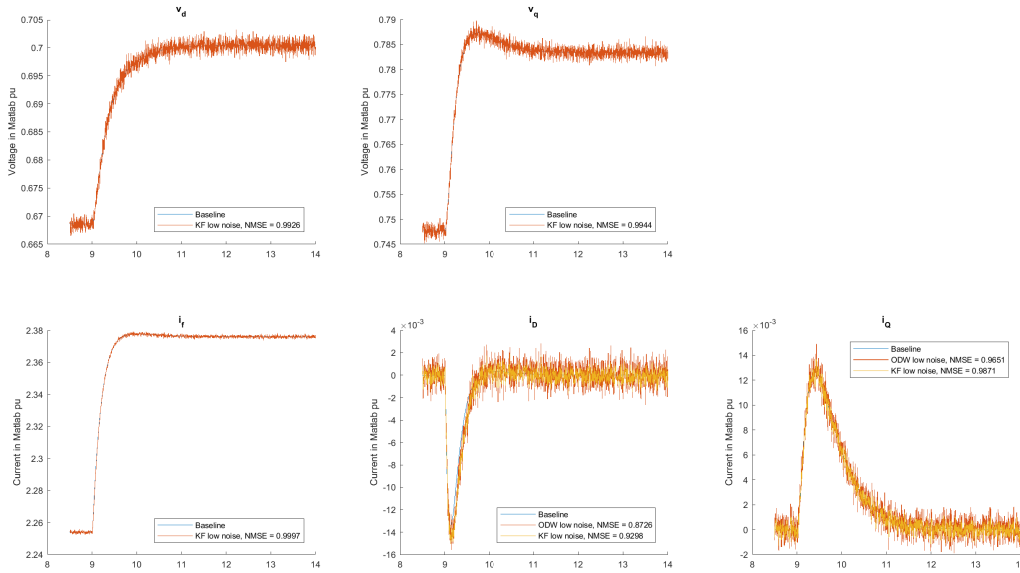 v_d
Voltage in Matlab pu
0.705
0.7
0.695
0.69
0.685
0.68
0.675
0.67
0.665
8 9 10 11 12 13 14
Baseline
KF low noise, NMSE = 0.9926
v_q
Voltage in Matlab pu
0.79
0.785
0.78
0.775
0.77
0.765
0.76
0.755
0.75
0.745
8 9 10 11 12 13 14
Baseline
KF low noise, NMSE = 0.9944
i_f
Current in Matlab pu
2.38
2.36
2.34
2.32
2.3
2.28
2.26
2.24
8 9 10 11 12 13 14
Baseline
KF low noise, NMSE = 0.9997
i_D
×10^-3
Current in Matlab pu
4
2
0
-2
-4
-6
-8
-10
-12
-14
-16
8 9 10 11 12 13 14
Baseline
ODW low noise, NMSE = 0.8726
KF low noise, NMSE = 0.9298
i_Q
×10^-3
Current in Matlab pu
16
14
12
10
8
6
4
2
0
-2
8 9 10 11 12 13 14
Baseline
ODW low noise, NMSE = 0.9651
KF low noise, NMSE = 0.9871